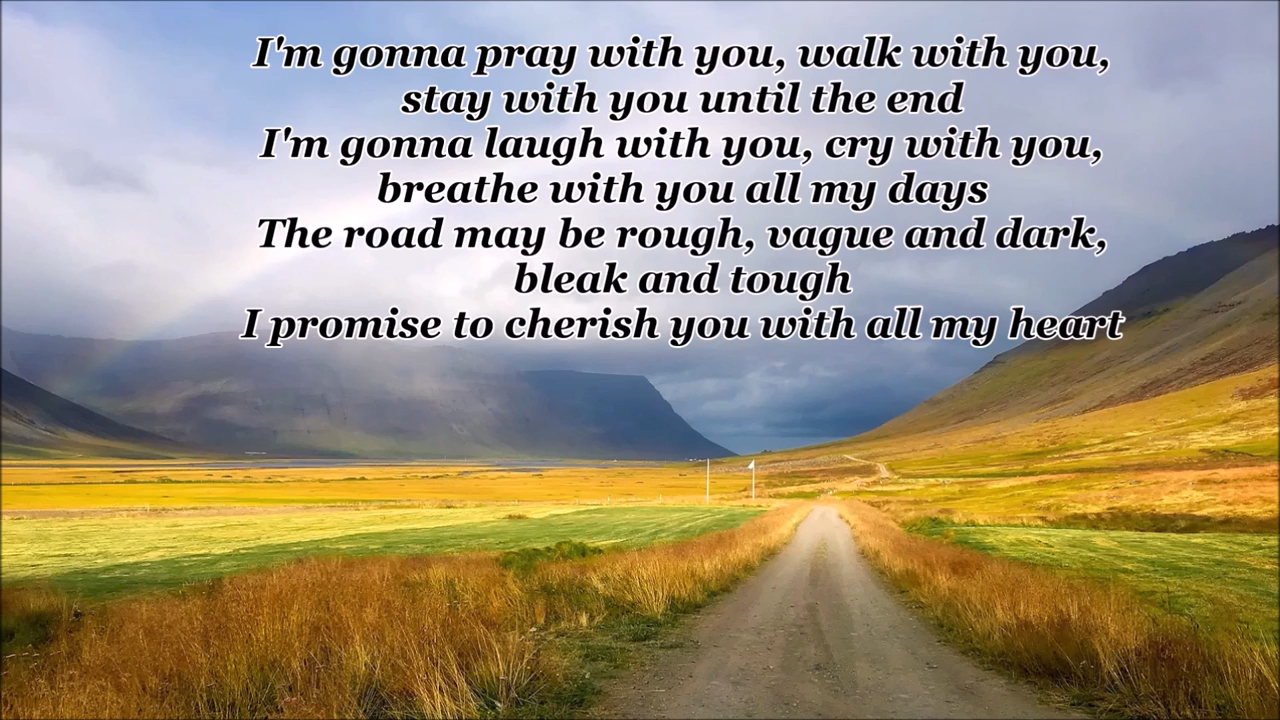 I'm gonna pray with you, walk with you,
stay with you until the end
I'm gonna laugh with you, cry with you,
breathe with you all my days
The road may be rough, vague and dark,
bleak and tough
I promise to cherish you with all my heart